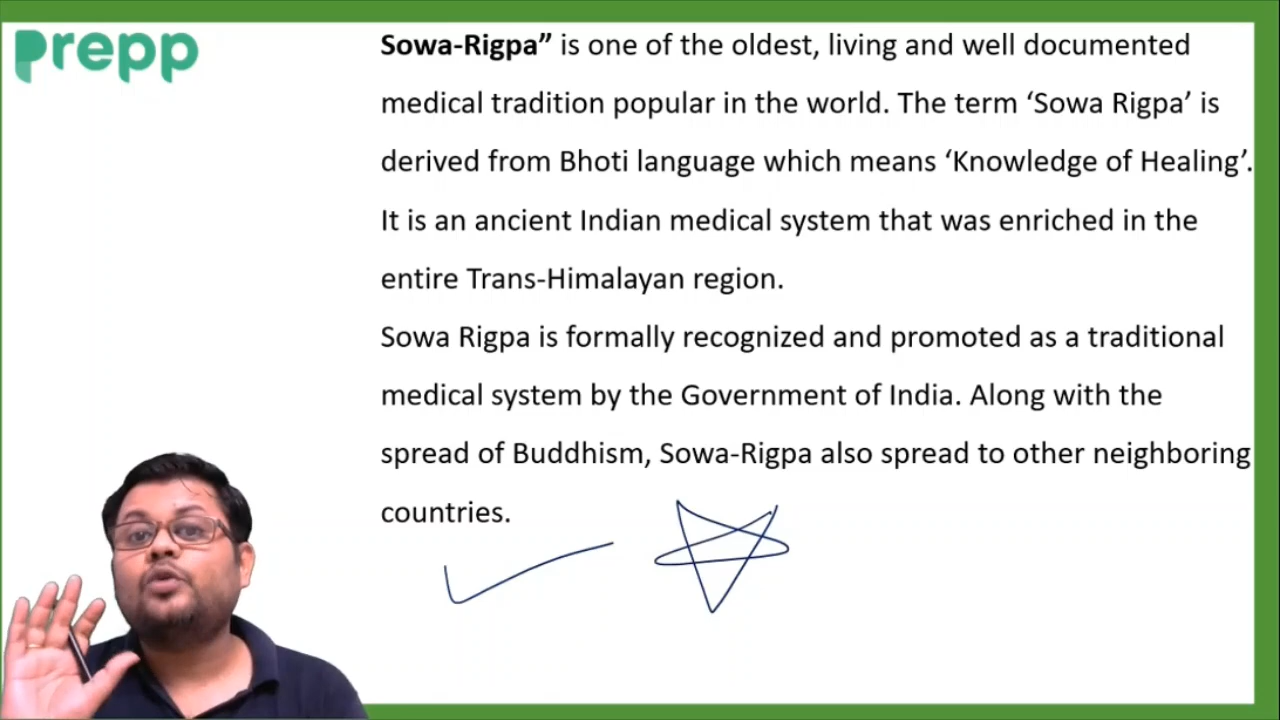 prepp
Sowa-Rigpa” is one of the oldest, living and well documented
medical tradition popular in the world. The term ‘Sowa Rigpa’ is
derived from Bhoti language which means ‘Knowledge of Healing’.
It is an ancient Indian medical system that was enriched in the
entire Trans-Himalayan region.
Sowa Rigpa is formally recognized and promoted as a traditional
medical system by the Government of India. Along with the
spread of Buddhism, Sowa-Rigpa also spread to other neighboring
countries.